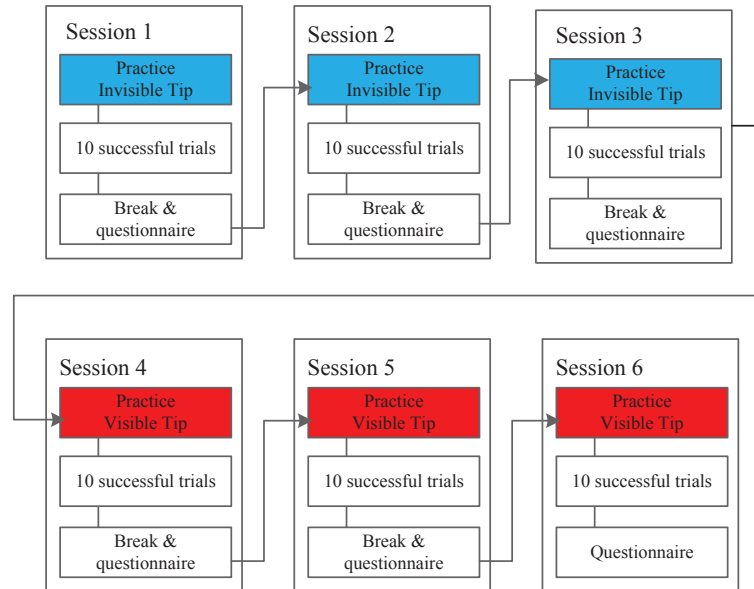 Session 1
Practice
Invisible Tip
10 successful trials
Break &
questionnaire
Session 2
Practice
Invisible Tip
10 successful trials
Break &
questionnaire
Session 3
Practice
Invisible Tip
10 successful trials
Break &
questionnaire
Session 4
Practice
Visible Tip
10 successful trials
Break &
questionnaire
Session 5
Practice
Visible Tip
10 successful trials
Break &
questionnaire
Session 6
Practice
Visible Tip
10 successful trials
Questionnaire